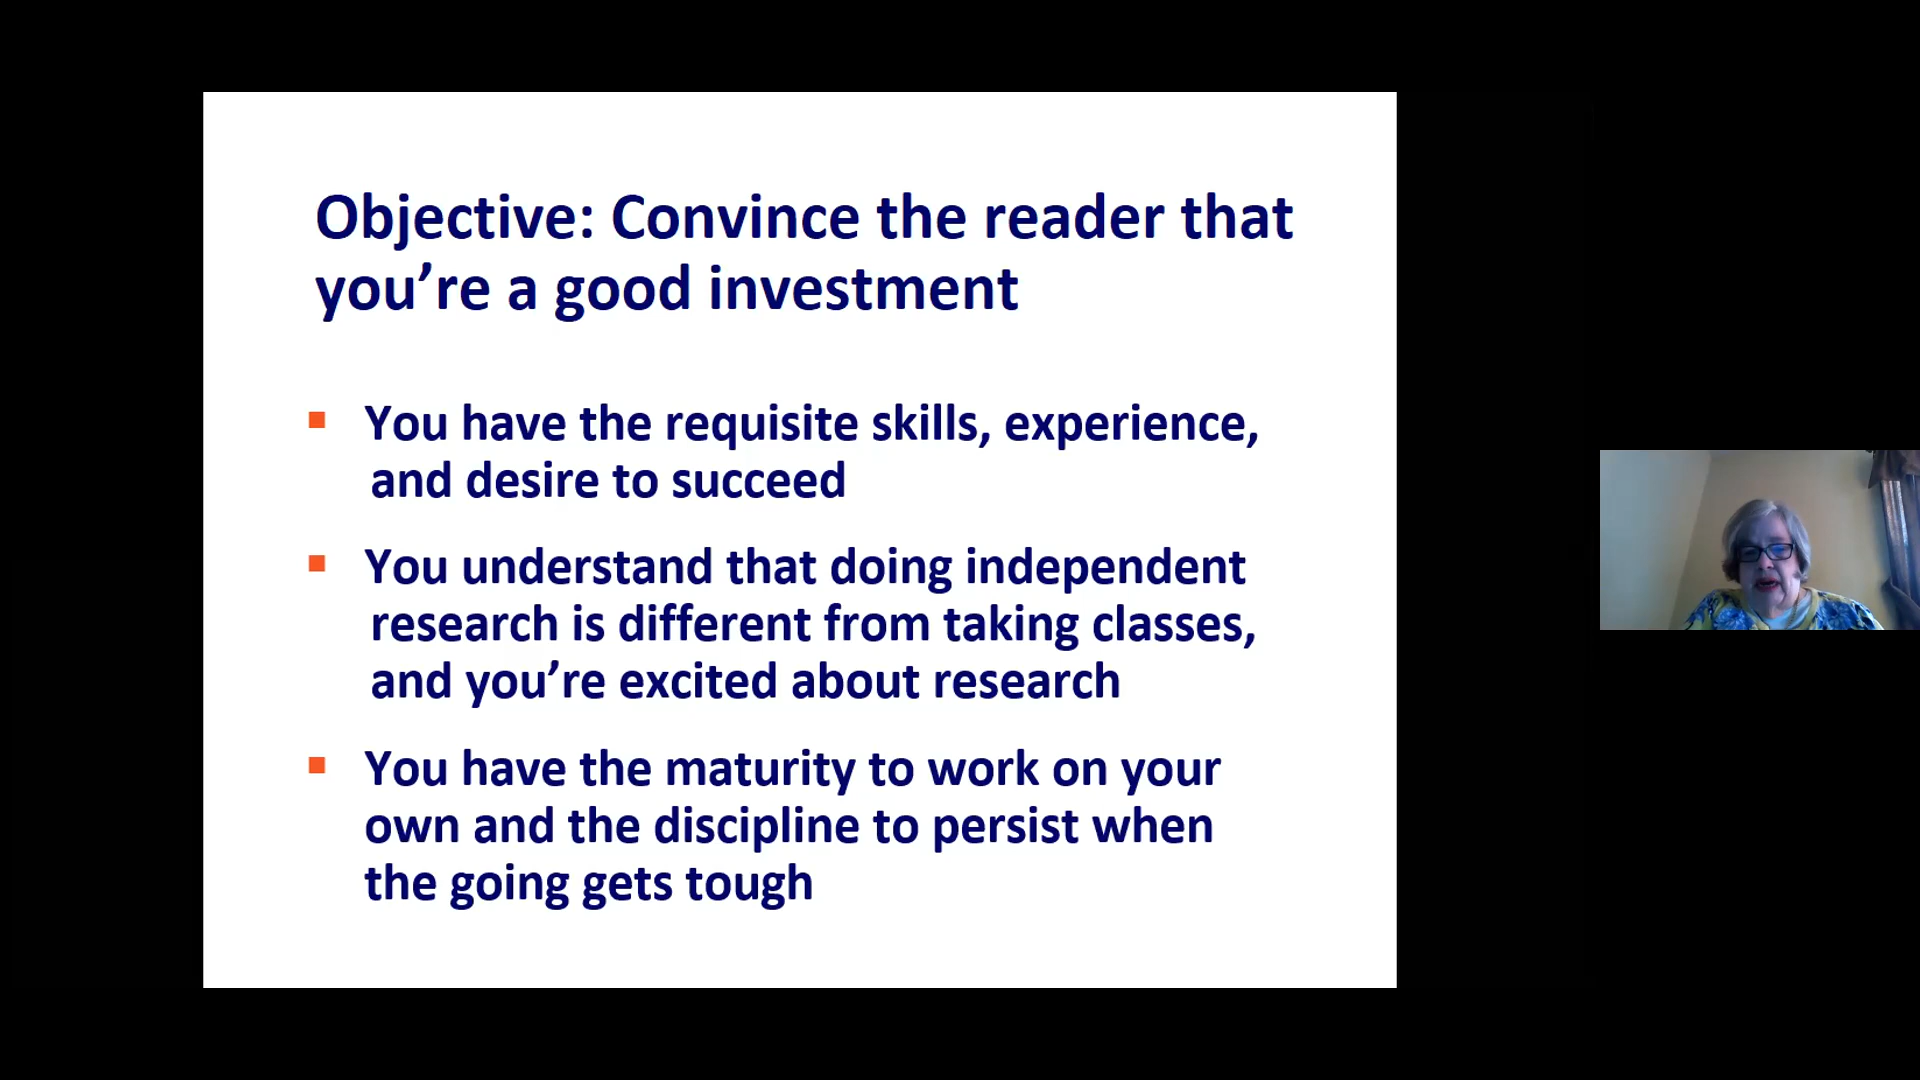 Objective: Convince the reader that
you’re a good investment
▪ You have the requisite skills, experience,
and desire to succeed
▪ You understand that doing independent
research is different from taking classes,
and you’re excited about research
▪ You have the maturity to work on your
own and the discipline to persist when
the going gets tough